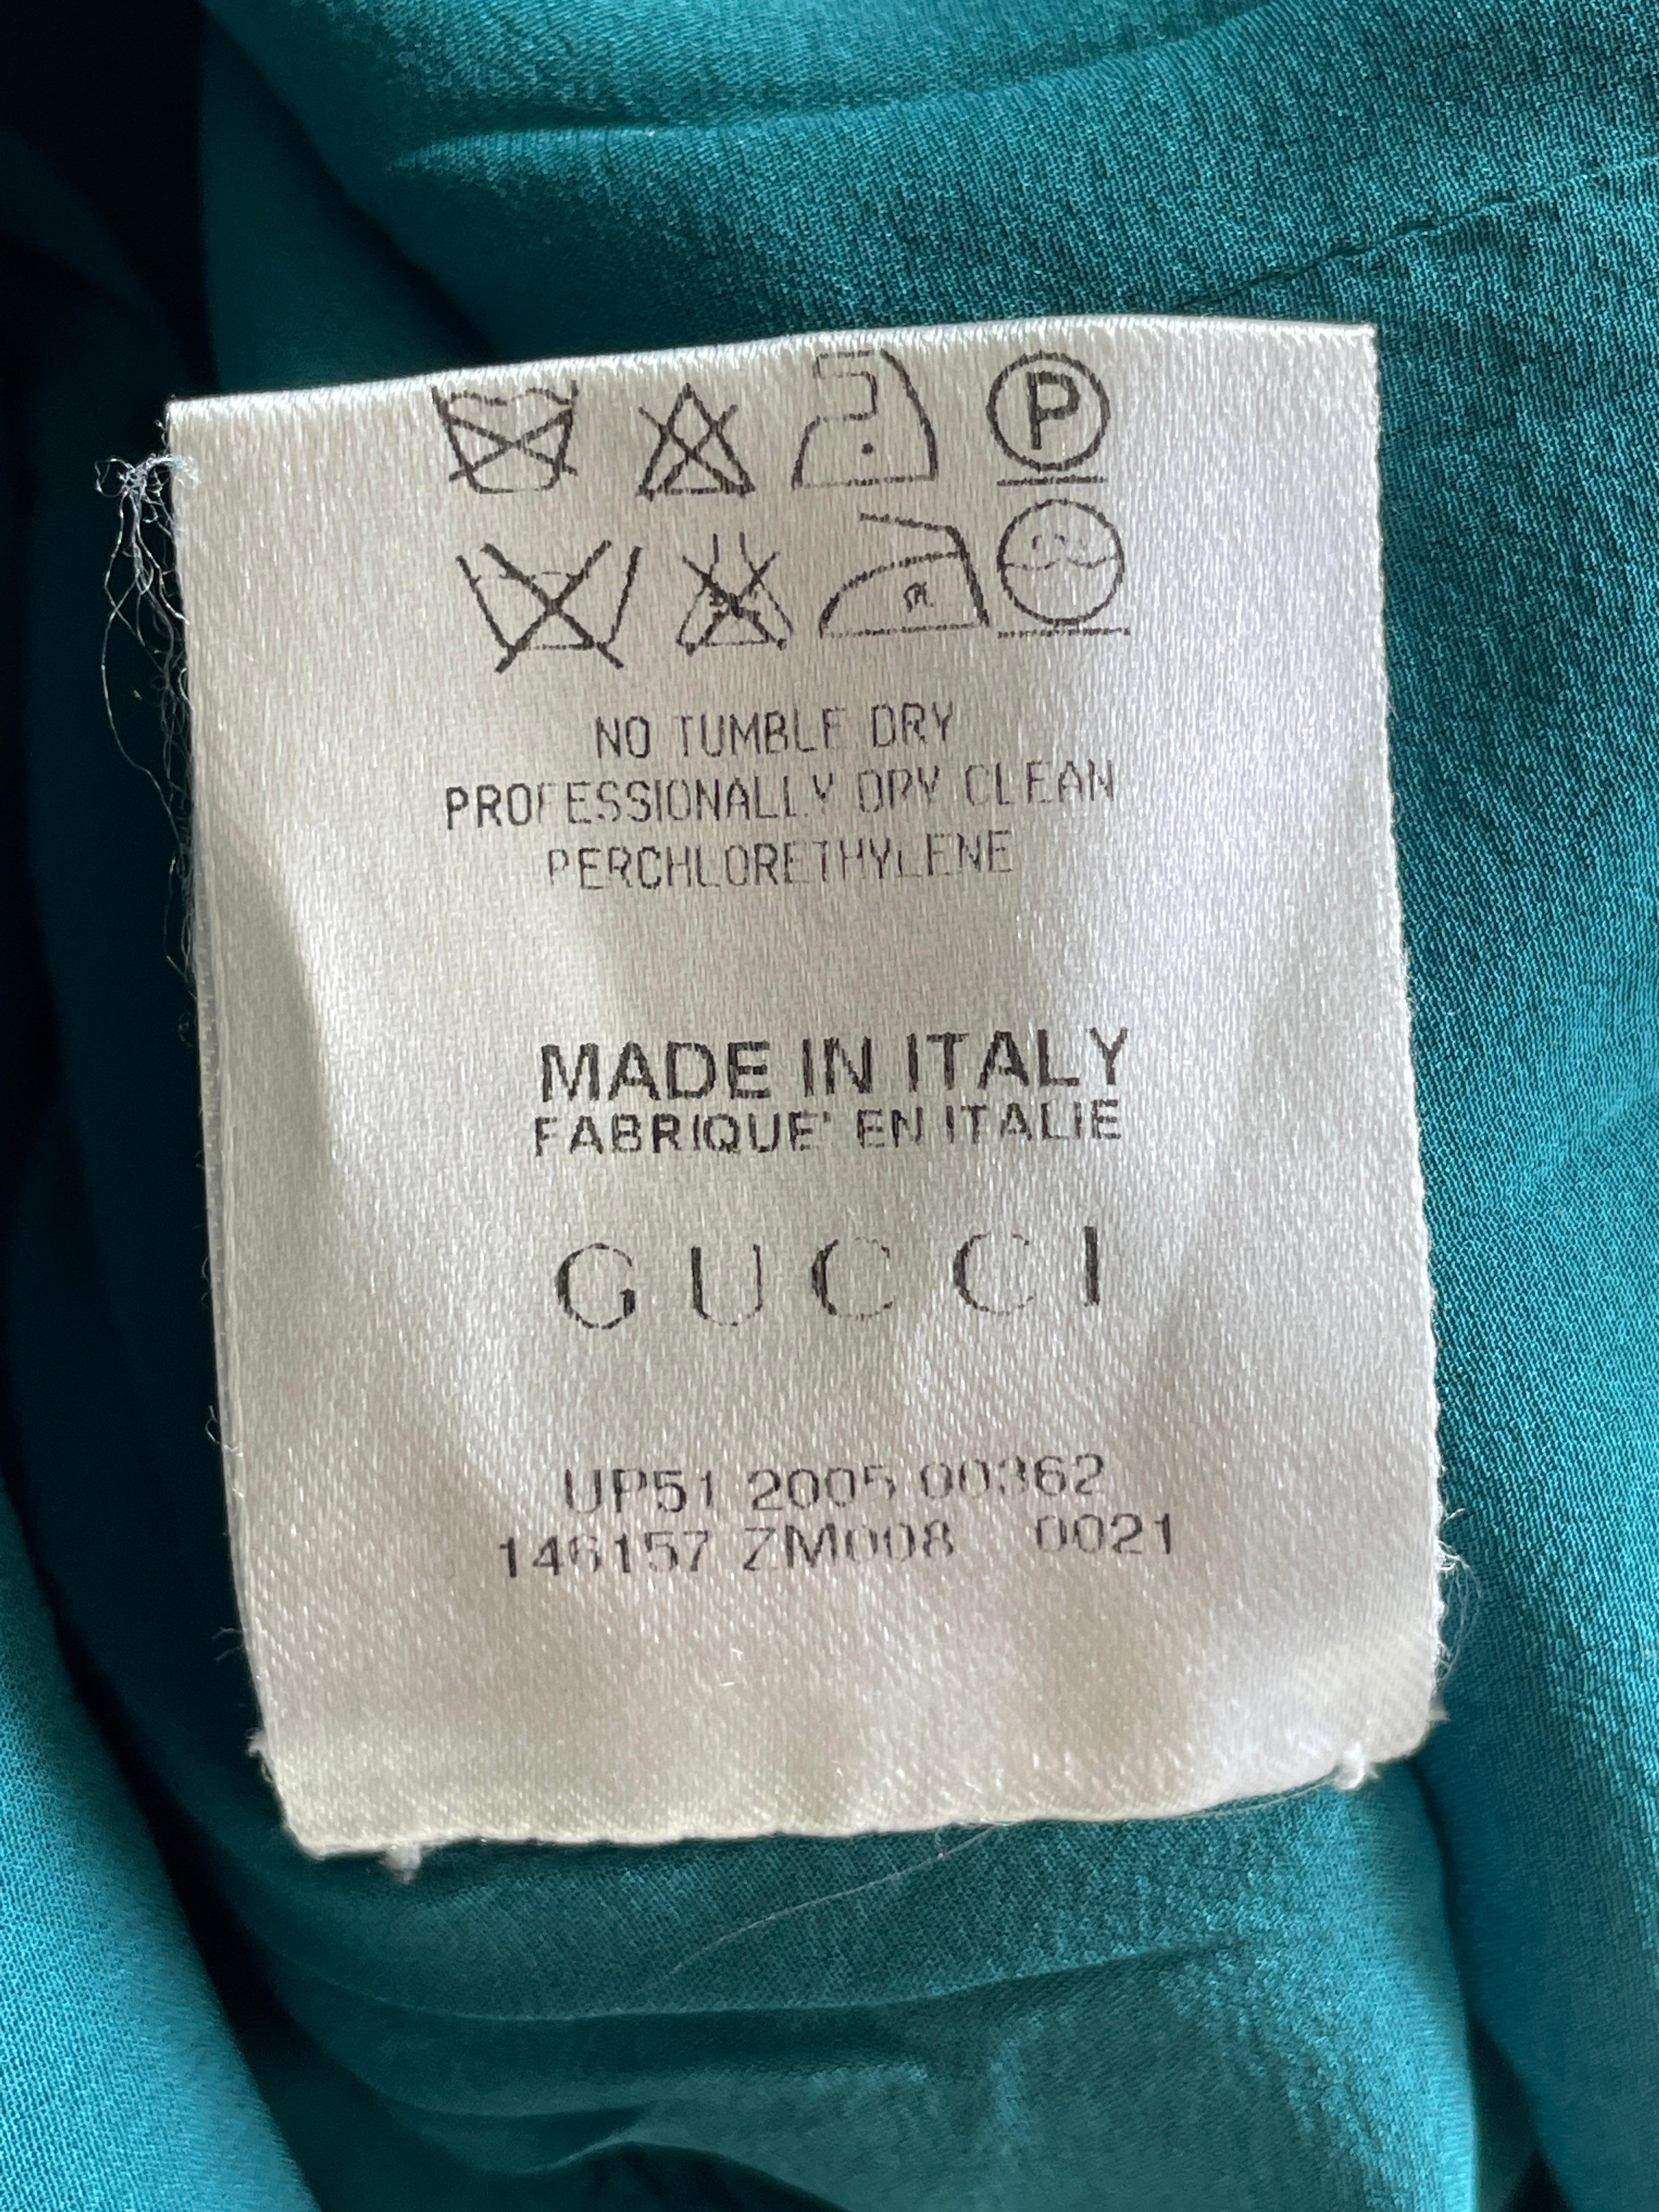 P
NO TUMBLE DRY
PROFESSIONALLY DRY CLEAN
PERCHLORETHYLENE
MADE IN ITALY
FABRIQUE' EN ITALIE
GUCCI
UP51 2005 00362
146157 ZM008 0021